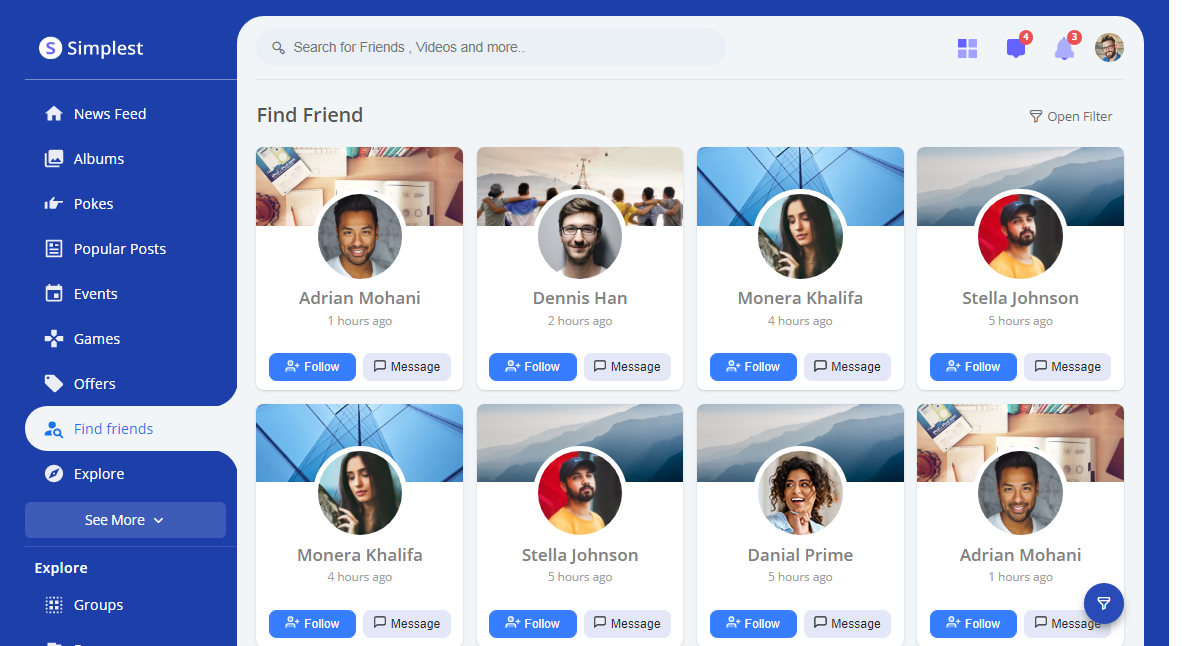 S Simplest
Search for Friends , Videos and more..
4
3
News Feed
Albums
Pokes
Popular Posts
Events
Games
Offers
Find friends
Explore
See More
Explore
Groups
Find Friend
Open Filter
Adrian Mohani
1 hours ago
Follow
Message
Dennis Han
2 hours ago
Follow
Message
Monera Khalifa
4 hours ago
Follow
Message
Stella Johnson
5 hours ago
Follow
Message
Monera Khalifa
4 hours ago
Follow
Message
Stella Johnson
5 hours ago
Follow
Message
Danial Prime
5 hours ago
Follow
Message
Adrian Mohani
1 hours ago
Follow
Message